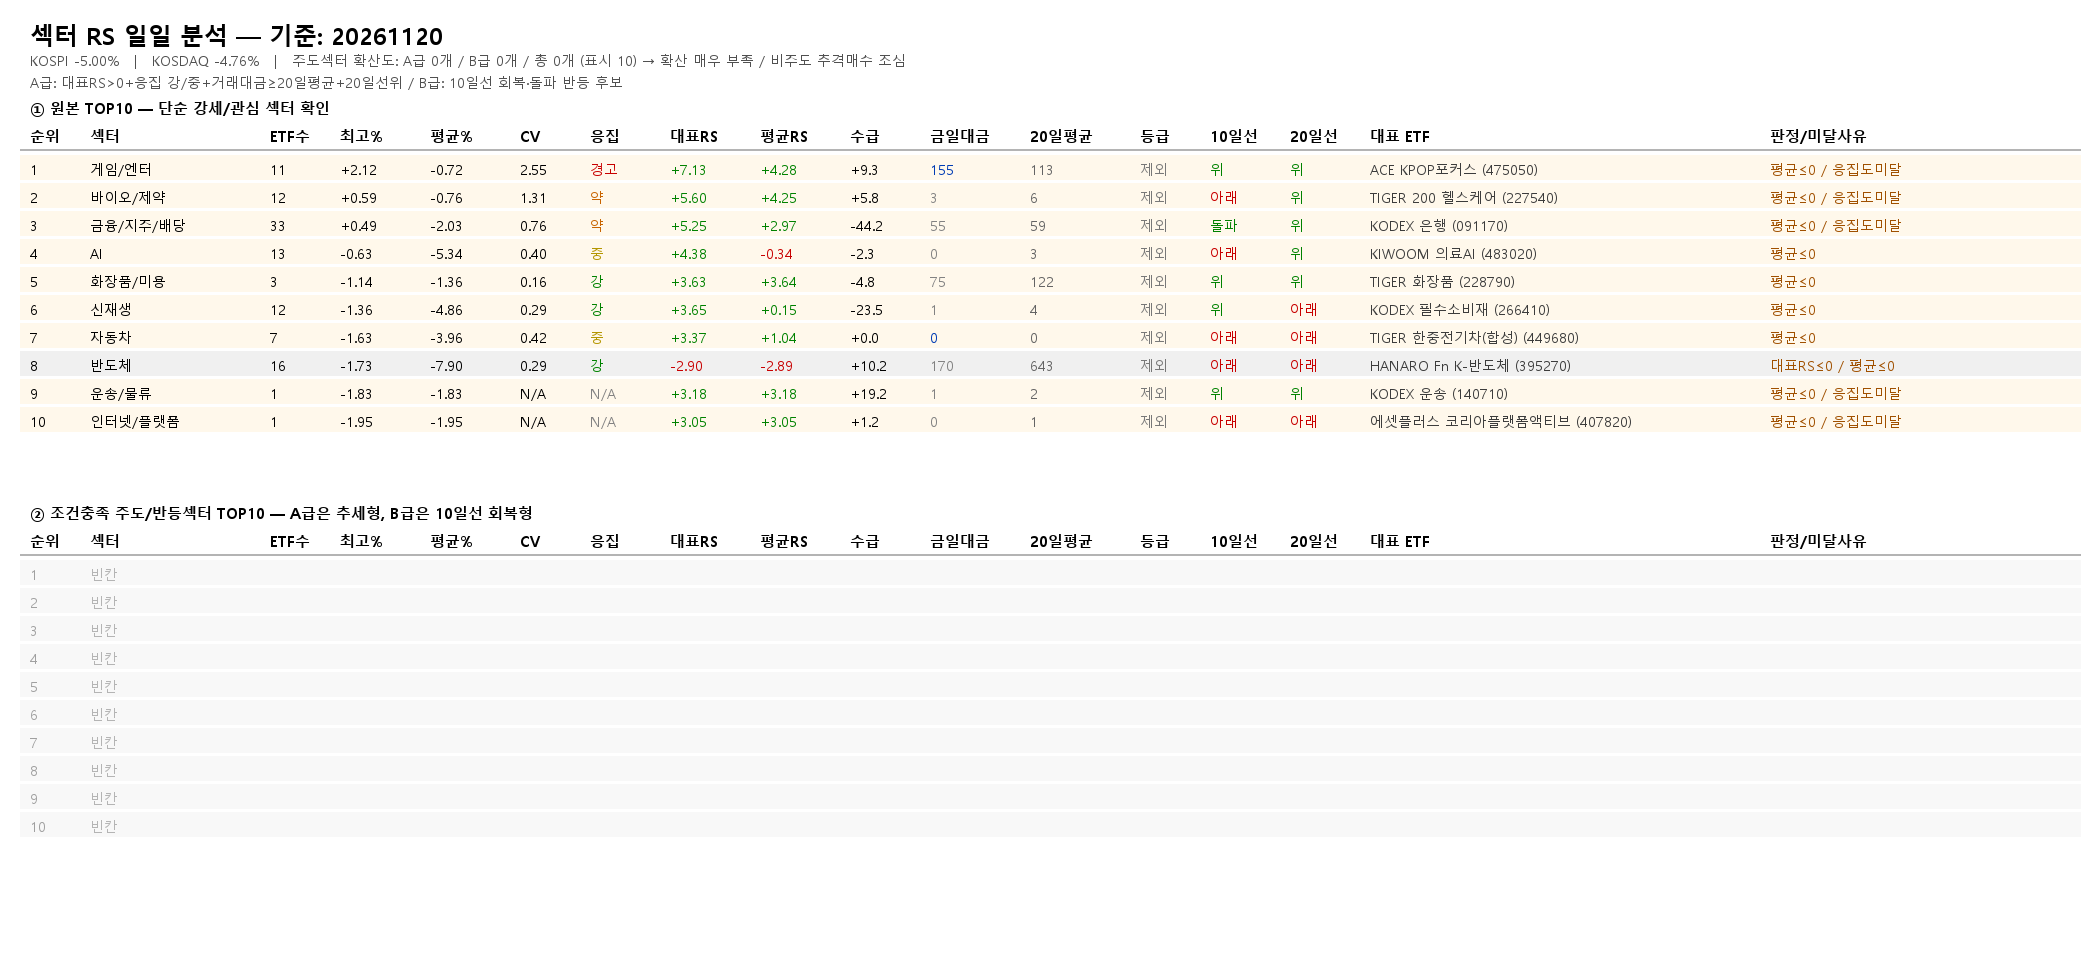 섹터 RS 일일 분석 — 기준: 20261120
KOSPI -5.00% | KOSDAQ -4.76% | 주도섹터 확산도: A급 0개 / B급 0개 / 총 0개 (표시 10) → 확산 매우 부족 / 비주도 추격매수 조심
A급: 대표RS>0+응집 강/중+거래대금≥20일평균+20일선위 / B급: 10일선 회복·돌파 반등 후보
① 원본 TOP10 — 단순 강세/관심 섹터 확인
순위 섹터 ETF수 최고% 평균% CV 응집 대표RS 평균RS 수급 금일대금 20일평균 등급 10일선 20일선 대표 ETF 판정/미달사유
1 게임/엔터 11 +2.12 -0.72 2.55 경고 +7.13 +4.28 +9.3 155 113 제외 위 위 ACE KPOP포커스 (475050) 평균≤0 / 응집도미달
2 바이오/제약 12 +0.59 -0.76 1.31 약 +5.60 +4.25 +5.8 3 6 제외 아래 위 TIGER 200 헬스케어 (227540) 평균≤0 / 응집도미달
3 금융/지주/배당 33 +0.49 -2.03 0.76 약 +5.25 +2.97 -44.2 55 59 제외 돌파 위 KODEX 은행 (091170) 평균≤0 / 응집도미달
4 AI 13 -0.63 -5.34 0.40 중 +4.38 -0.34 -2.3 0 3 제외 아래 위 KIWOOM 의료AI (483020) 평균≤0
5 화장품/미용 3 -1.14 -1.36 0.16 강 +3.63 +3.64 -4.8 75 122 제외 위 위 TIGER 화장품 (228790) 평균≤0
6 신재생 12 -1.36 -4.86 0.29 강 +3.65 +0.15 -23.5 1 4 제외 위 아래 KODEX 필수소비재 (266410) 평균≤0
7 자동차 7 -1.63 -3.96 0.42 중 +3.37 +1.04 +0.0 0 0 제외 아래 아래 TIGER 한중전기차(합성) (449680) 평균≤0
8 반도체 16 -1.73 -7.90 0.29 강 -2.90 -2.89 +10.2 170 643 제외 아래 아래 HANARO Fn K-반도체 (395270) 대표RS≤0 / 평균≤0
9 운송/물류 1 -1.83 -1.83 N/A N/A +3.18 +3.18 +19.2 1 2 제외 위 위 KODEX 운송 (140710) 평균≤0 / 응집도미달
10 인터넷/플랫폼 1 -1.95 -1.95 N/A N/A +3.05 +3.05 +1.2 0 1 제외 아래 아래 에셋플러스 코리아플랫폼액티브 (407820) 평균≤0 / 응집도미달
② 조건충족 주도/반등섹터 TOP10 — A급은 추세형, B급은 10일선 회복형
순위 섹터 ETF수 최고% 평균% CV 응집 대표RS 평균RS 수급 금일대금 20일평균 등급 10일선 20일선 대표 ETF 판정/미달사유
1 빈칸
2 빈칸
3 빈칸
4 빈칸
5 빈칸
6 빈칸
7 빈칸
8 빈칸
9 빈칸
10 빈칸